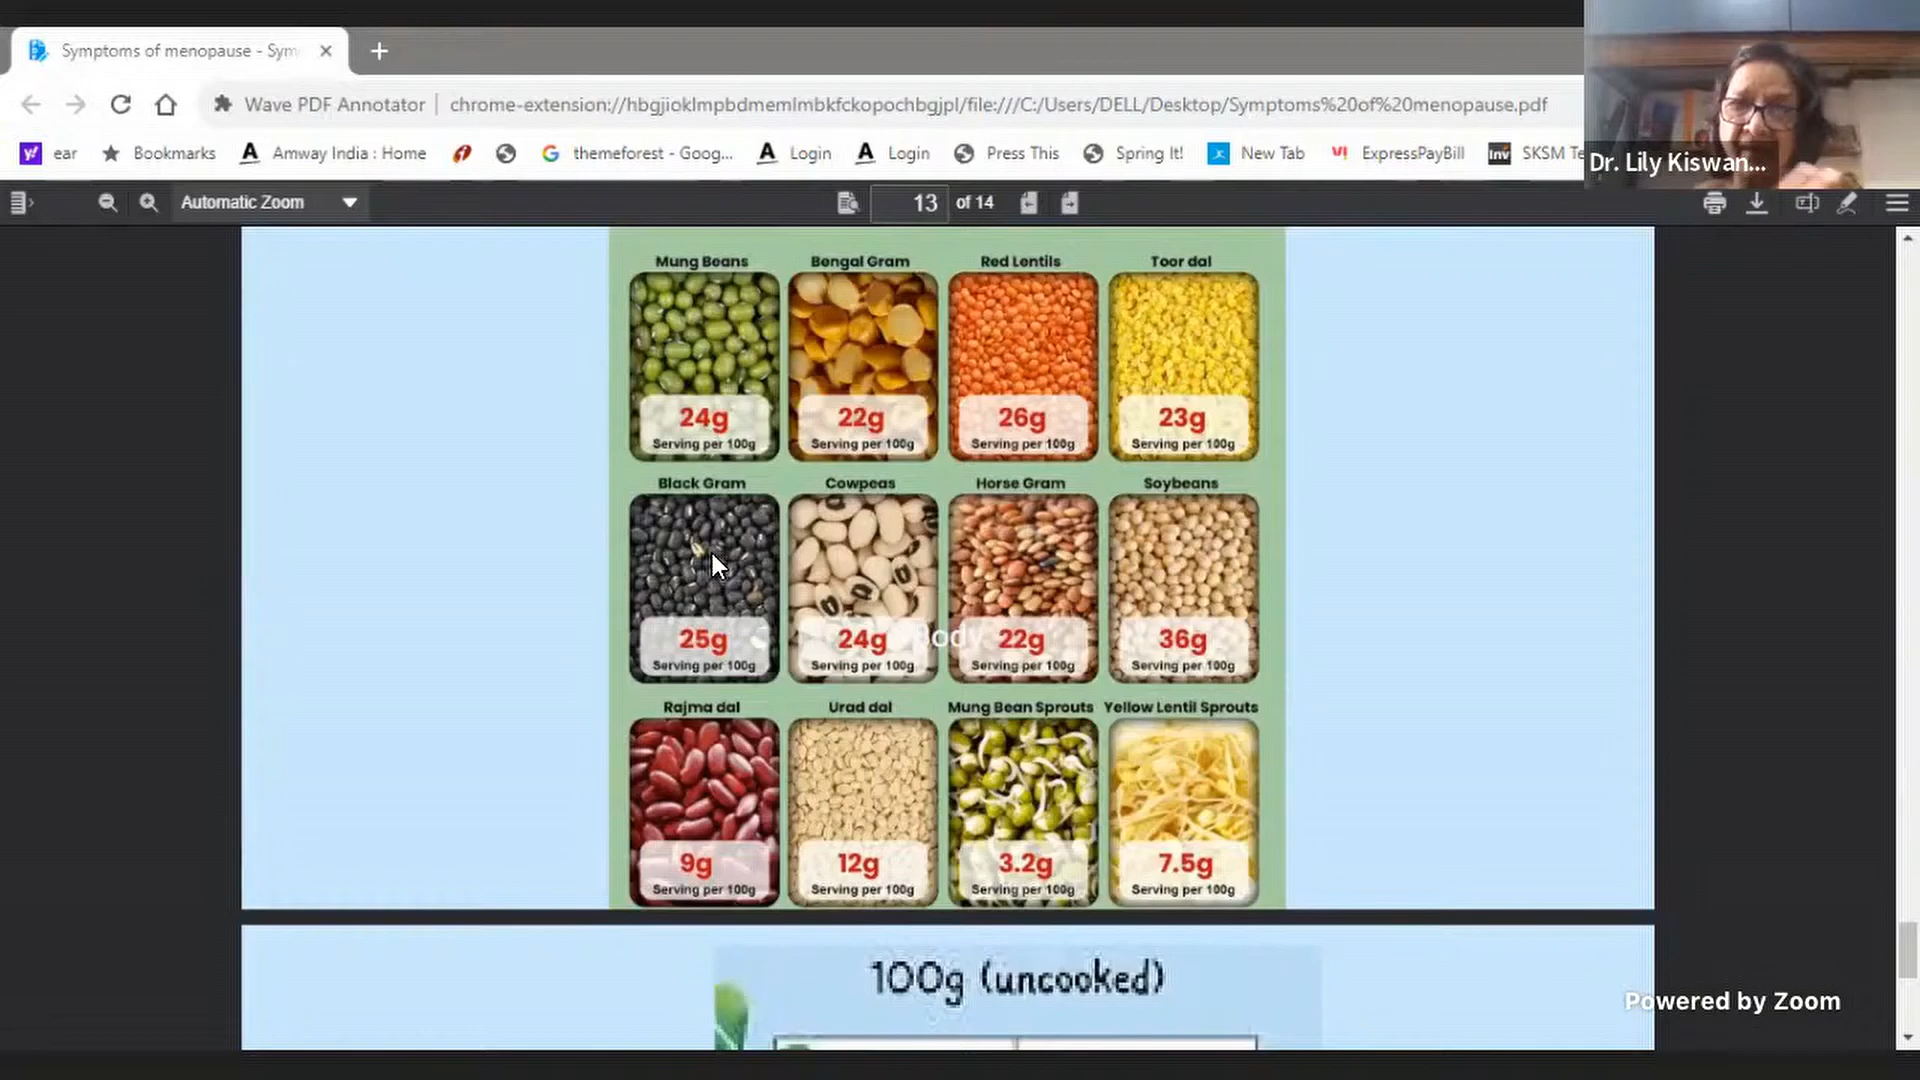 Symptoms of menopause - Sym
Wave PDF Annotator
chrome-extension://hbgjioklmpbdmemlmbkfckopochbgjpl/file:///C:/Users/DELL/Desktop/Symptoms%20of%20menopause.pdf
ear
Bookmarks
Amway India : Home
themeforest - Goog...
Login
Login
Press This
Spring It!
New Tab
ExpressPayBill
SKSM Te
Dr. Lily Kiswan...
Automatic Zoom
13 of 14
Mung Beans Bengal Gram Red Lentils Toor dal
24g 22g 26g 23g
Serving per 100g Serving per 100g Serving per 100g Serving per 100g
Black Gram Cowpeas Horse Gram Soybeans
25g 24g 22g 36g
Serving per 100g Serving per 100g Serving per 100g Serving per 100g
Rajma dal Urad dal Mung Bean Sprouts Yellow Lentil Sprouts
9g 12g 3.2g 7.5g
Serving per 100g Serving per 100g Serving per 100g Serving per 100g
100g (uncooked)
Powered by Zoom